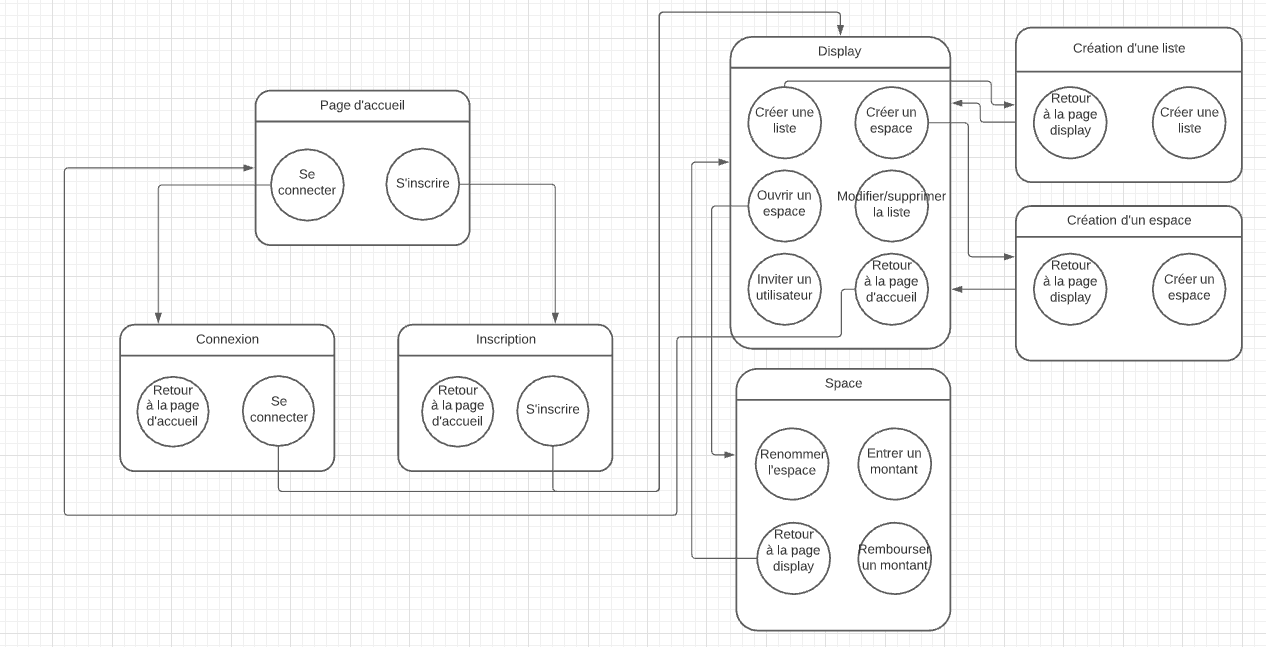 Page d'accueil
Se
connecter
S'inscrire
Connexion
Retour
à la page
d'accueil
Se
connecter
Inscription
Retour
à la page
d'accueil
S'inscrire
Display
Créer une
liste
Créer un
espace
Ouvrir un
espace
Modifier/supprimer
la liste
Inviter un
utilisateur
Retour
à la page
d'accueil
Space
Renommer
l'espace
Entrer un
montant
Retour
à la page
display
Rembourser
un montant
Création d'une liste
Retour
à la page
display
Créer une
liste
Création d'un espace
Retour
à la page
display
Créer un
espace